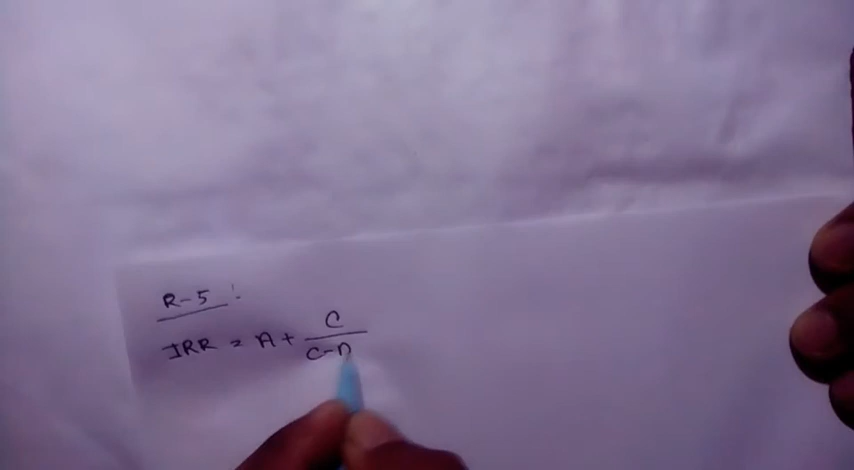 R-5 :
IRR = A + C / C-D